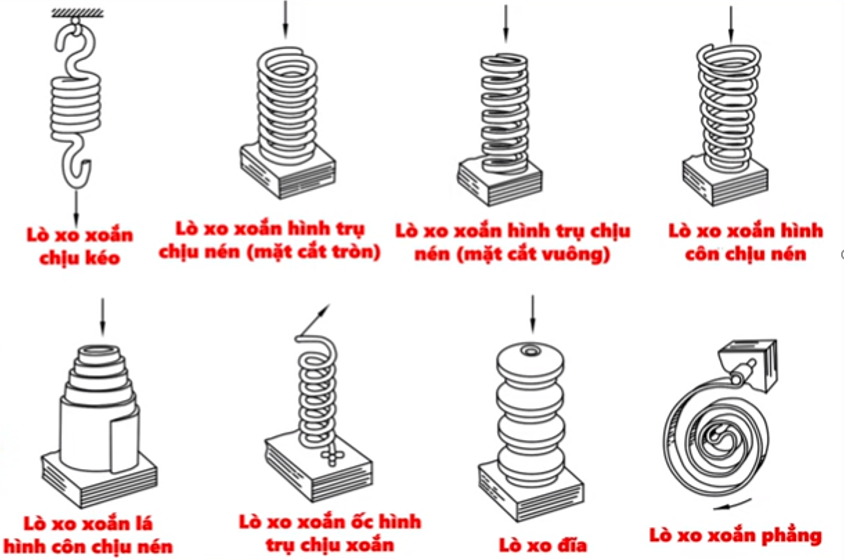 Lò xo xoắn
chịu kéo
Lò xo xoắn hình trụ
chịu nén (mặt cắt tròn)
Lò xo xoắn hình trụ chịu
nén (mặt cắt vuông)
Lò xo xoắn hình
côn chịu nén
Lò xo xoắn lá
hình côn chịu nén
Lò xo xoắn ốc hình
trụ chịu xoắn
Lò xo đĩa
Lò xo xoắn phẳng